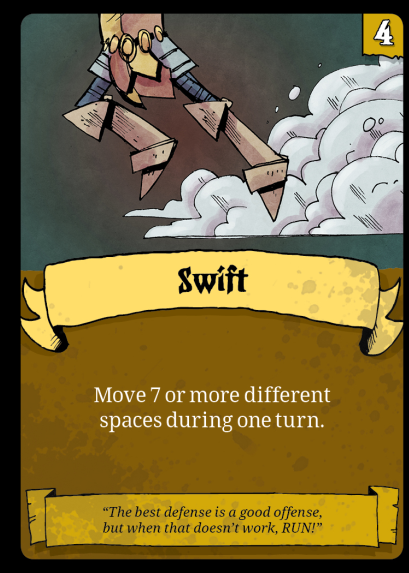 4
Swift
Move 7 or more different
spaces during one turn.
“The best defense is a good offense,
but when that doesn’t work, RUN!”